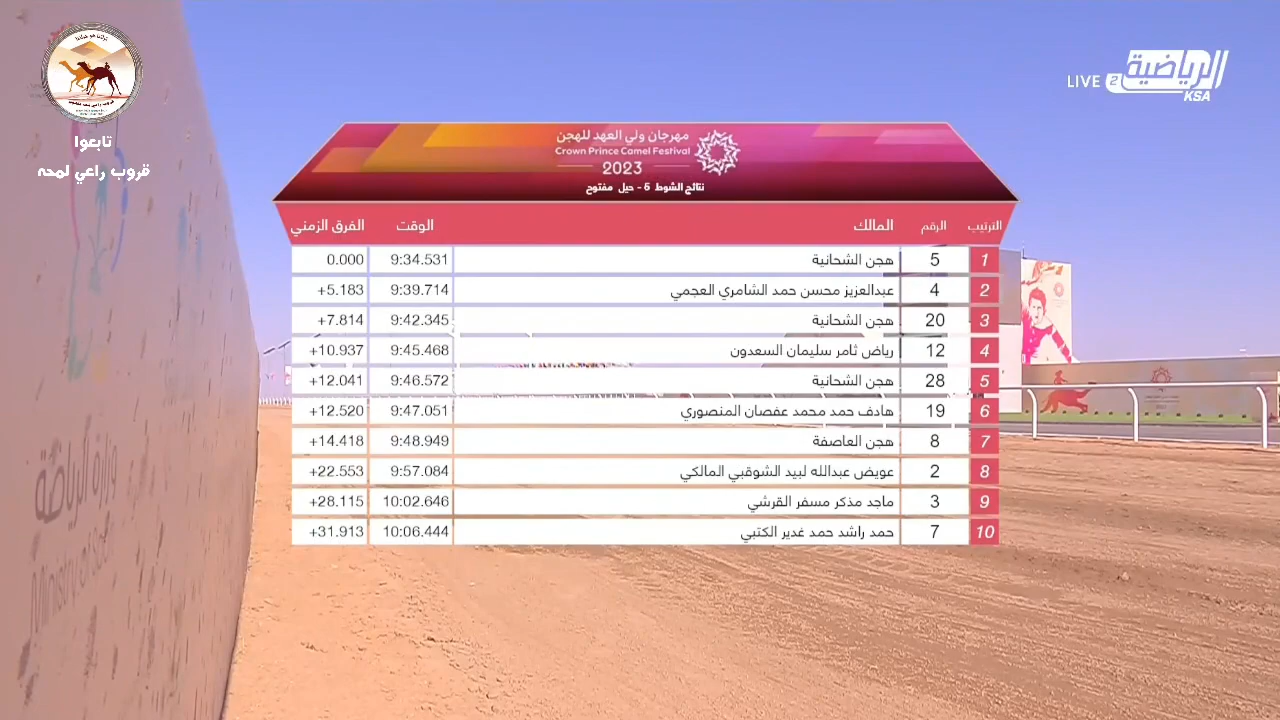 تابعوا
قروب راعي لمحه
LIVE 2 الرياضية
KSA
مهرجان ولي العهد للهجن
Crown Prince Camel Festival
2023
نتائج الشوط 6 - حيل مفتوح
الترتيب الرقم المالك الوقت الفرق الزمني
1 5 هجن الشحانية 9:34.531 0.000
2 4 عبدالعزيز محسن حمد الشامري العجمي 9:39.714 +5.183
3 20 هجن الشحانية 9:42.345 +7.814
4 12 رياض ثامر سليمان السعدون 9:45.468 +10.937
5 28 هجن الشحانية 9:46.572 +12.041
6 19 هادف حمد محمد عفصان المنصوري 9:47.051 +12.520
7 8 هجن العاصفة 9:48.949 +14.418
8 2 عويض عبدالله لبيد الشوقبي المالكي 9:57.084 +22.553
9 3 ماجد مذكر مسفر القرشي 10:02.646 +28.115
10 7 حمد راشد حمد غدير الكتبي 10:06.444 +31.913
وزارة الرياضة
Ministry of